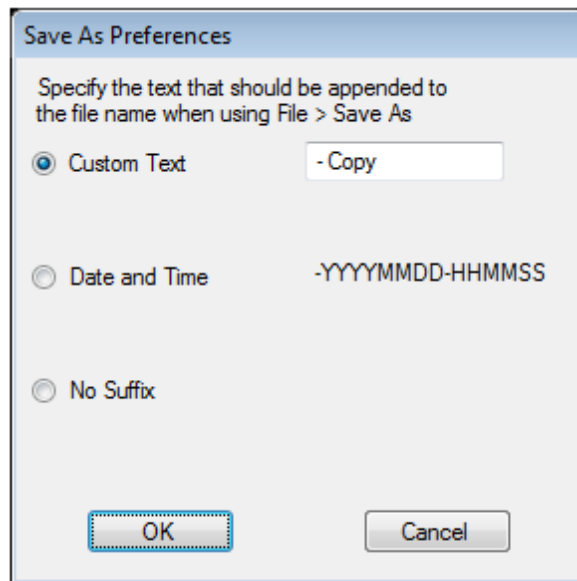 Save As Preferences
Specify the text that should be appended to
the file name when using File > Save As
Custom Text - Copy
Date and Time -YYYYMMDD-HHMMSS
No Suffix
OK Cancel